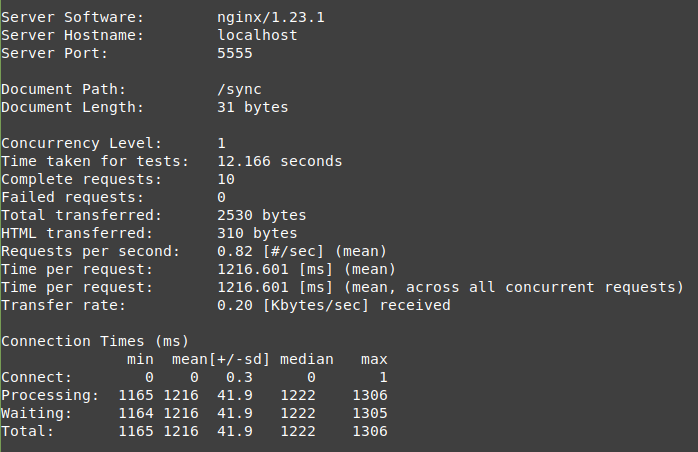 Server Software:        nginx/1.23.1
Server Hostname:        localhost
Server Port:            5555

Document Path:          /sync
Document Length:        31 bytes

Concurrency Level:      1
Time taken for tests:   12.166 seconds
Complete requests:      10
Failed requests:        0
Total transferred:      2530 bytes
HTML transferred:       310 bytes
Requests per second:    0.82 [#/sec] (mean)
Time per request:       1216.601 [ms] (mean)
Time per request:       1216.601 [ms] (mean, across all concurrent requests)
Transfer rate:          0.20 [Kbytes/sec] received

Connection Times (ms)
              min  mean[+/-sd] median   max
Connect:        0    0   0.3      0       1
Processing:  1165 1216  41.9   1222    1306
Waiting:     1164 1216  41.9   1222    1305
Total:       1165 1216  41.9   1222    1306